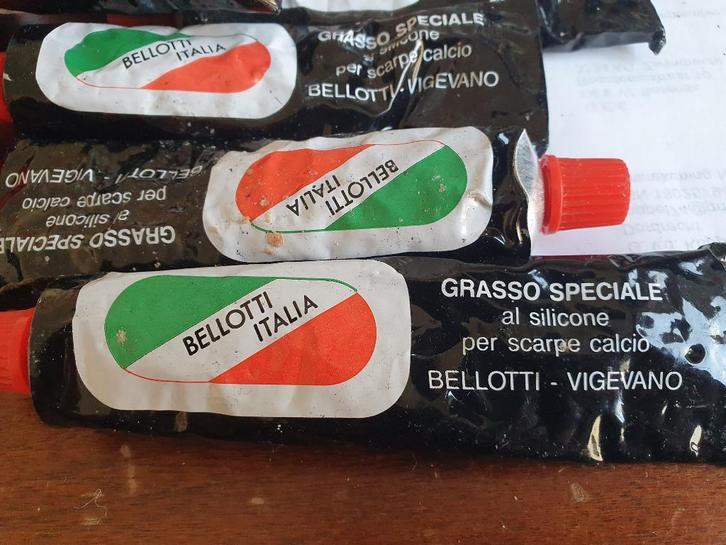 BELLOTTI
ITALIA
GRASSO SPECIALE
al silicone
per scarpe calcio
BELLOTTI - VIGEVANO
BELLOTTI
ITALIA
GRASSO SPECIALE
al silicone
per scarpe calcio
BELLOTTI - VIGEVANO
BELLOTTI
ITALIA
GRASSO SPECIALE
al silicone
per scarpe calcio
BELLOTTI - VIGEVANO